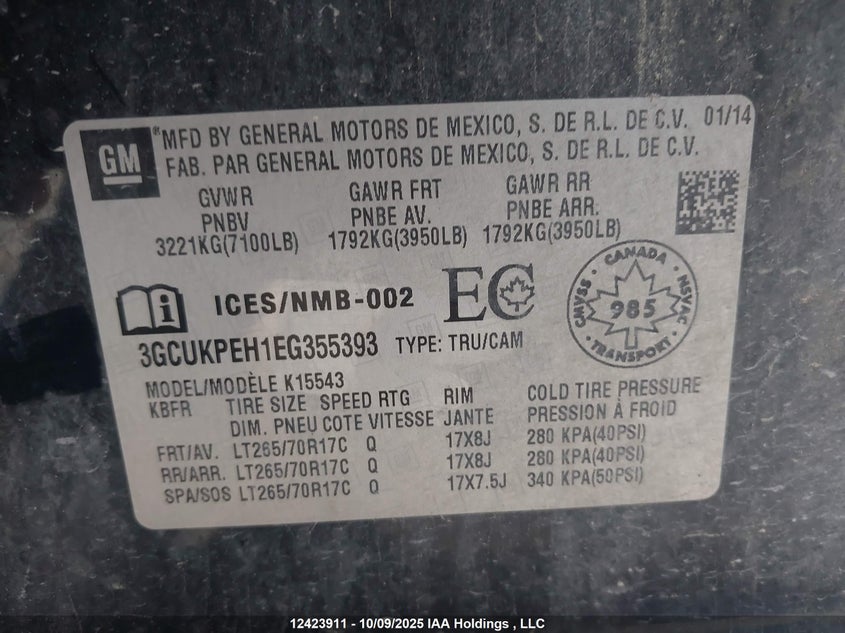 GM
®MFD BY GENERAL MOTORS DE MEXICO, S. DE R.L. DE C.V. 01/14
FAB. PAR GENERAL MOTORS DE MEXICO, S. DE R.L. DE C.V.
GVWR GAWR FRT GAWR RR
PNBV PNBE AV. PNBE ARR.
3221KG(7100LB) 1792KG(3950LB) 1792KG(3950LB)
i ICES/NMB-002 EC CANADA CMVSS NSVAC 985 TRANSPORT
3GCUKPEH1EG355393 TYPE: TRU/CAM
MODEL/MODÈLE K15543
KBFR TIRE SIZE SPEED RTG RIM COLD TIRE PRESSURE
DIM. PNEU COTE VITESSE JANTE PRESSION À FROID
FRT/AV. LT265/70R17C Q 17X8J 280 KPA(40PSI)
RR/ARR. LT265/70R17C Q 17X8J 280 KPA(40PSI)
SPA/SOS LT265/70R17C Q 17X7.5J 340 KPA(50PSI)
12423911 - 10/09/2025 IAA Holdings , LLC